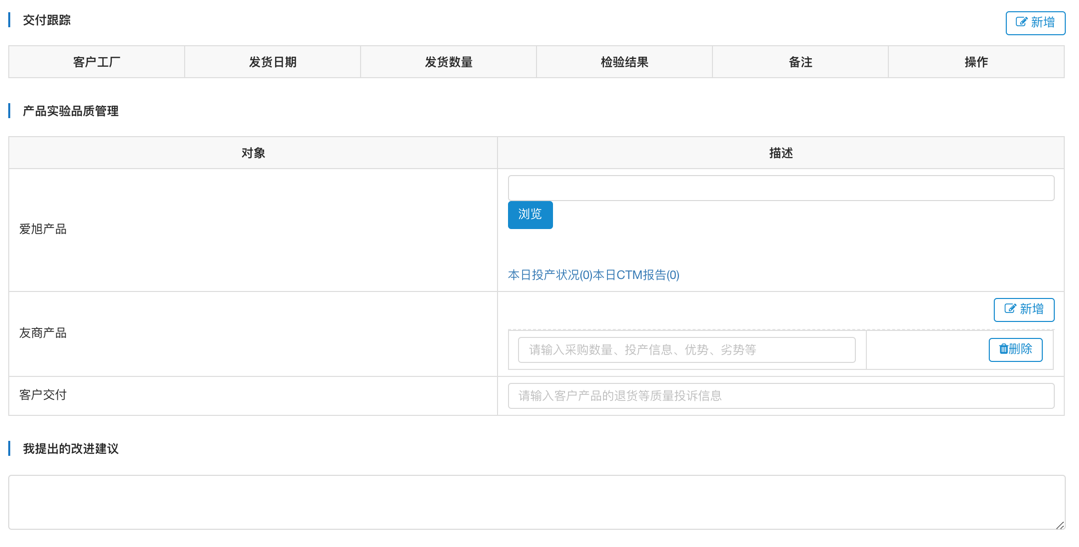 交付跟踪
新增
客户工厂 发货日期 发货数量 检验结果 备注 操作
产品实验品质管理
对象 描述
爱旭产品
浏览
本日投产状况(0)本日CTM报告(0)
新增
友商产品
请输入采购数量、投产信息、优势、劣势等 删除
客户交付 请输入客户产品的退货等质量投诉信息
我提出的改进建议